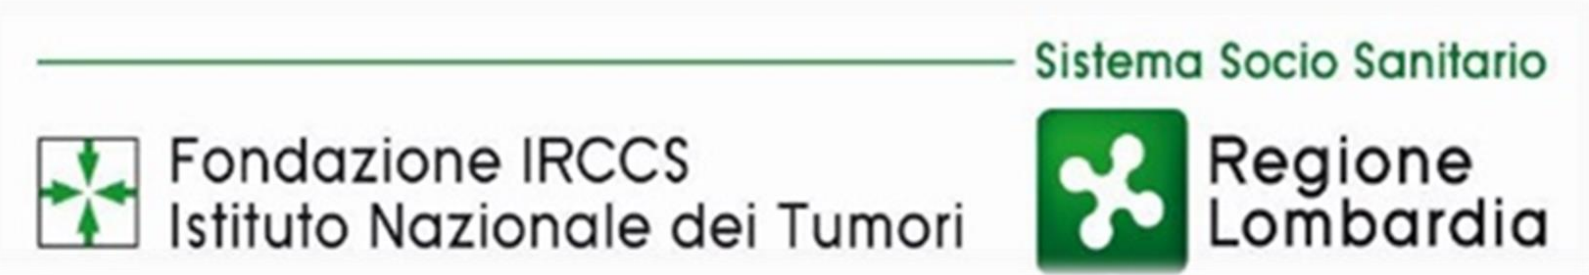 Sistema Socio Sanitario
Fondazione IRCCS
Istituto Nazionale dei Tumori
Regione
Lombardia